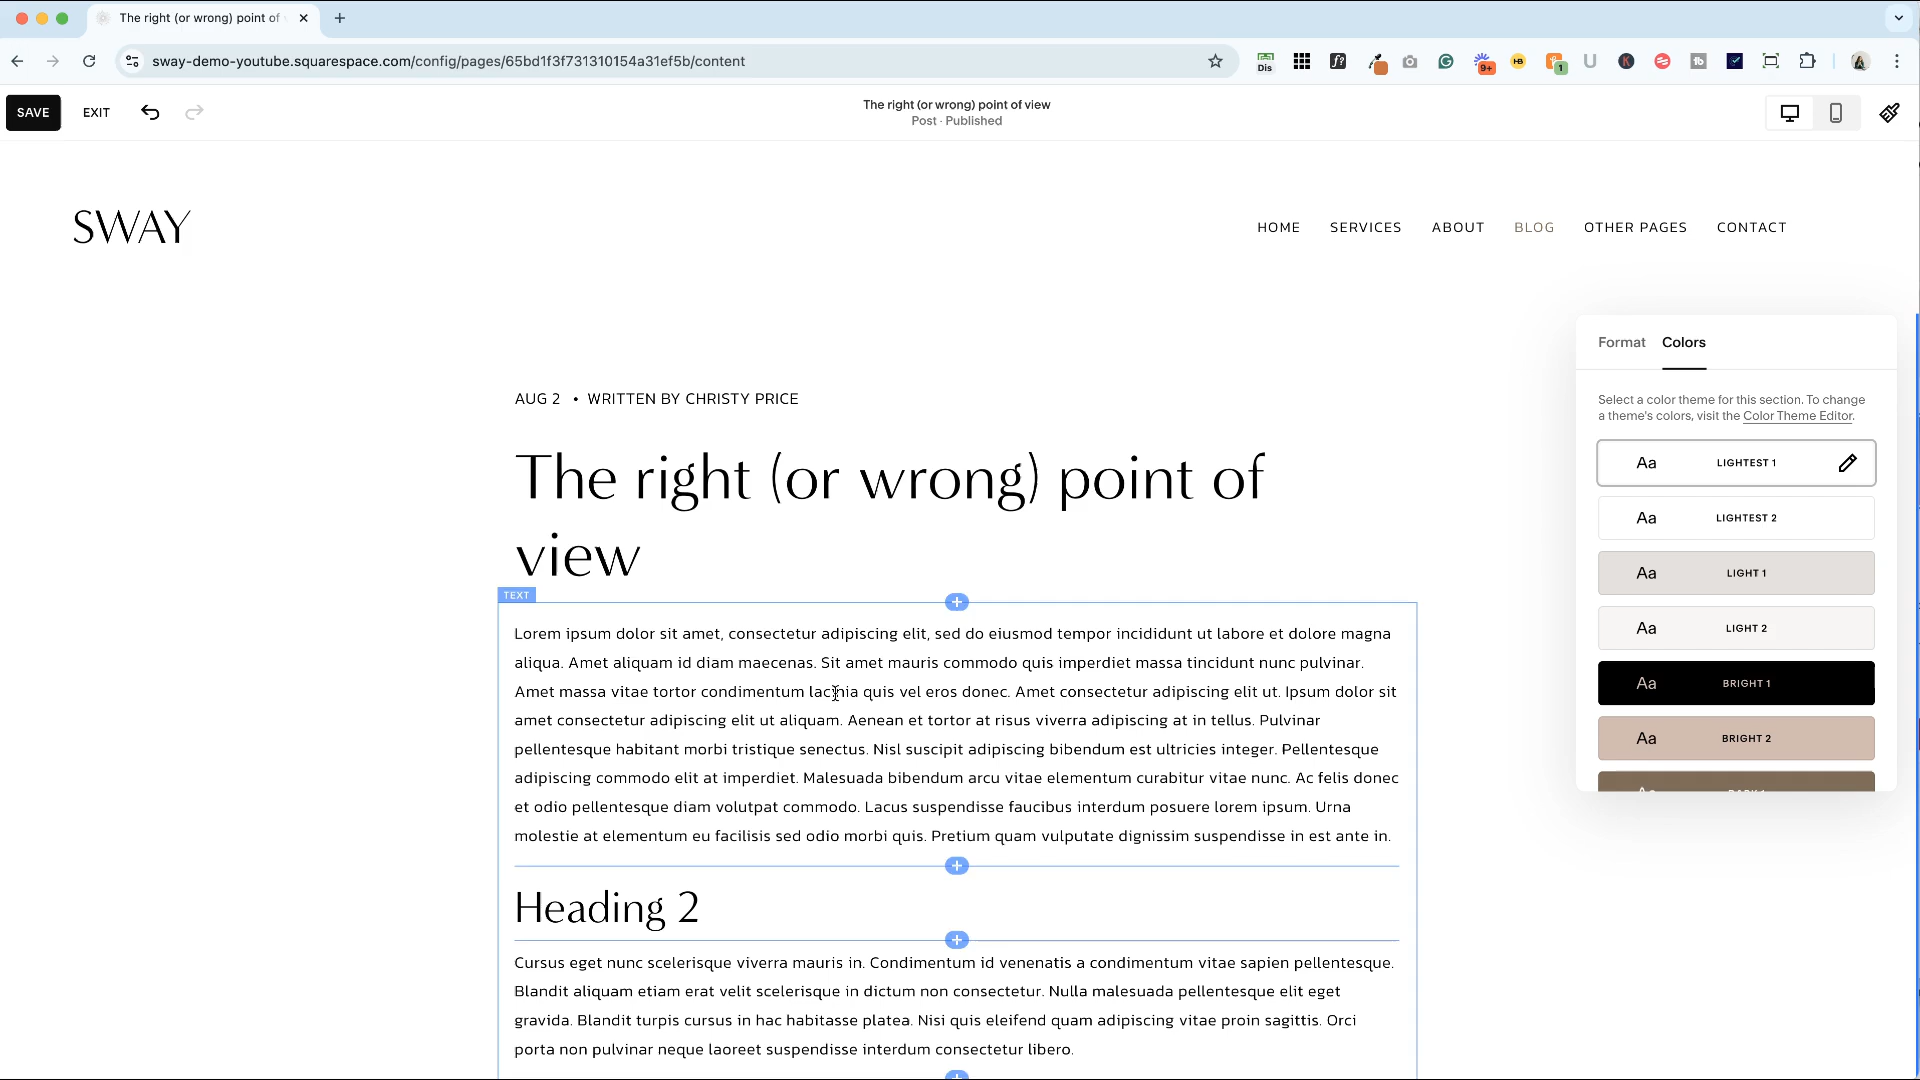 The right (or wrong) point of
sway-demo-youtube.squarespace.com/config/pages/65bd1f3f731310154a31ef5b/content
Dis
f?
9+
HB
1
U
K
tb
SAVE
EXIT
The right (or wrong) point of view
Post · Published
SWAY
HOME
SERVICES
ABOUT
BLOG
OTHER PAGES
CONTACT
Format
Colors
Select a color theme for this section. To change
a theme's colors, visit the Color Theme Editor.
Aa LIGHTEST 1
Aa LIGHTEST 2
Aa LIGHT 1
Aa LIGHT 2
Aa BRIGHT 1
Aa BRIGHT 2
AUG 2 • WRITTEN BY CHRISTY PRICE
The right (or wrong) point of
view
TEXT
Lorem ipsum dolor sit amet, consectetur adipiscing elit, sed do eiusmod tempor incididunt ut labore et dolore magna
aliqua. Amet aliquam id diam maecenas. Sit amet mauris commodo quis imperdiet massa tincidunt nunc pulvinar.
Amet massa vitae tortor condimentum lacinia quis vel eros donec. Amet consectetur adipiscing elit ut. Ipsum dolor sit
amet consectetur adipiscing elit ut aliquam. Aenean et tortor at risus viverra adipiscing at in tellus. Pulvinar
pellentesque habitant morbi tristique senectus. Nisl suscipit adipiscing bibendum est ultricies integer. Pellentesque
adipiscing commodo elit at imperdiet. Malesuada bibendum arcu vitae elementum curabitur vitae nunc. Ac felis donec
et odio pellentesque diam volutpat commodo. Lacus suspendisse faucibus interdum posuere lorem ipsum. Urna
molestie at elementum eu facilisis sed odio morbi quis. Pretium quam vulputate dignissim suspendisse in est ante in.
Heading 2
Cursus eget nunc scelerisque viverra mauris in. Condimentum id venenatis a condimentum vitae sapien pellentesque.
Blandit aliquam etiam erat velit scelerisque in dictum non consectetur. Nulla malesuada pellentesque elit eget
gravida. Blandit turpis cursus in hac habitasse platea. Nisi quis eleifend quam adipiscing vitae proin sagittis. Orci
porta non pulvinar neque laoreet suspendisse interdum consectetur libero.